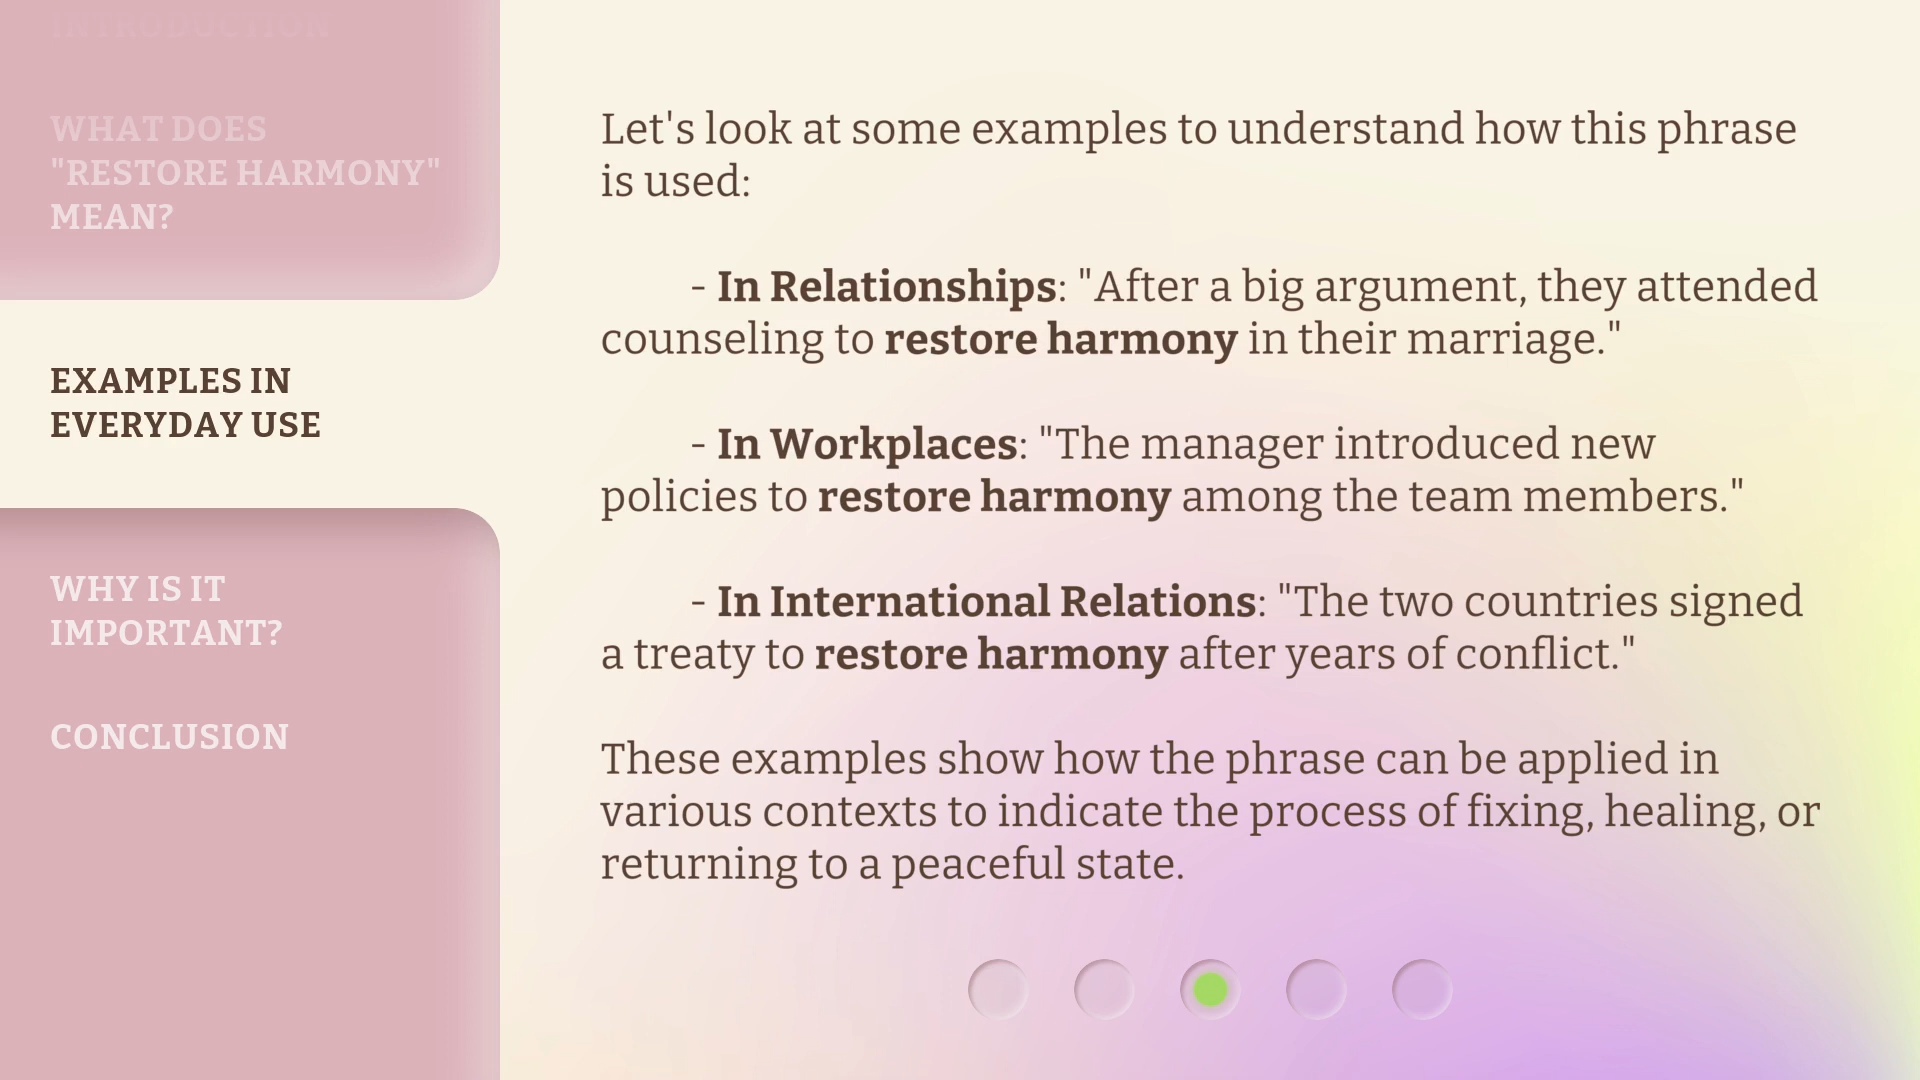 INTRODUCTION
WHAT DOES
"RESTORE HARMONY"
MEAN?
EXAMPLES IN
EVERYDAY USE
WHY IS IT
IMPORTANT?
CONCLUSION
Let's look at some examples to understand how this phrase
is used:
- In Relationships: "After a big argument, they attended
counseling to restore harmony in their marriage."
- In Workplaces: "The manager introduced new
policies to restore harmony among the team members."
- In International Relations: "The two countries signed
a treaty to restore harmony after years of conflict."
These examples show how the phrase can be applied in
various contexts to indicate the process of fixing, healing, or
returning to a peaceful state.